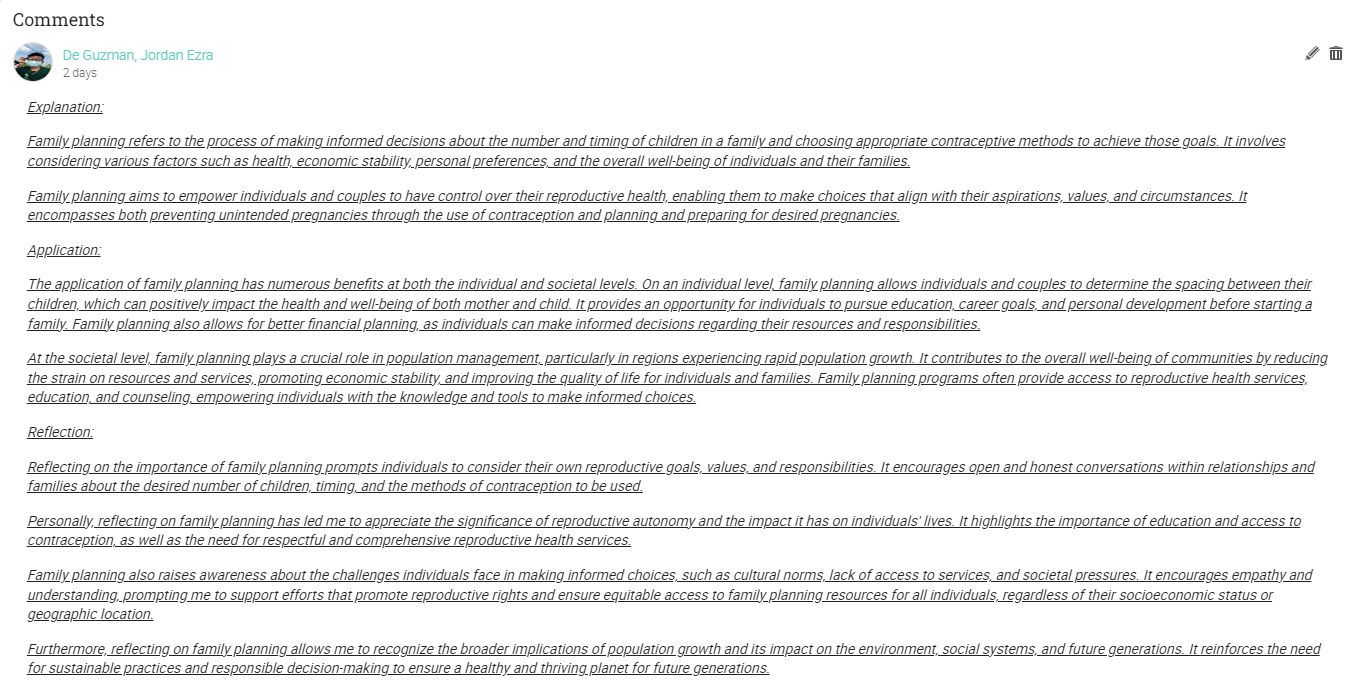 Comments
De Guzman, Jordan Ezra
2 days
Explanation:
Family planning refers to the process of making informed decisions about the number and timing of children in a family and choosing appropriate contraceptive methods to achieve those goals. It involves
considering various factors such as health, economic stability, personal preferences, and the overall well-being of individuals and their families.
Family planning aims to empower individuals and couples to have control over their reproductive health, enabling them to make choices that align with their aspirations, values, and circumstances. It
encompasses both preventing unintended pregnancies through the use of contraception and planning and preparing for desired pregnancies.
Application:
The application of family planning has numerous benefits at both the individual and societal levels. On an individual level, family planning allows individuals and couples to determine the spacing between their
children, which can positively impact the health and well-being of both mother and child. It provides an opportunity for individuals to pursue education, career goals, and personal development before starting a
family. Family planning also allows for better financial planning, as individuals can make informed decisions regarding their resources and responsibilities.
At the societal level, family planning plays a crucial role in population management, particularly in regions experiencing rapid population growth. It contributes to the overall well-being of communities by reducing
the strain on resources and services, promoting economic stability, and improving the quality of life for individuals and families. Family planning programs often provide access to reproductive health services,
education, and counseling, empowering individuals with the knowledge and tools to make informed choices.
Reflection:
Reflecting on the importance of family planning prompts individuals to consider their own reproductive goals, values, and responsibilities. It encourages open and honest conversations within relationships and
families about the desired number of children, timing, and the methods of contraception to be used.
Personally, reflecting on family planning has led me to appreciate the significance of reproductive autonomy and the impact it has on individuals' lives. It highlights the importance of education and access to
contraception, as well as the need for respectful and comprehensive reproductive health services.
Family planning also raises awareness about the challenges individuals face in making informed choices, such as cultural norms, lack of access to services, and societal pressures. It encourages empathy and
understanding, prompting me to support efforts that promote reproductive rights and ensure equitable access to family planning resources for all individuals, regardless of their socioeconomic status or
geographic location.
Furthermore, reflecting on family planning allows me to recognize the broader implications of population growth and its impact on the environment, social systems, and future generations. It reinforces the need
for sustainable practices and responsible decision-making to ensure a healthy and thriving planet for future generations.